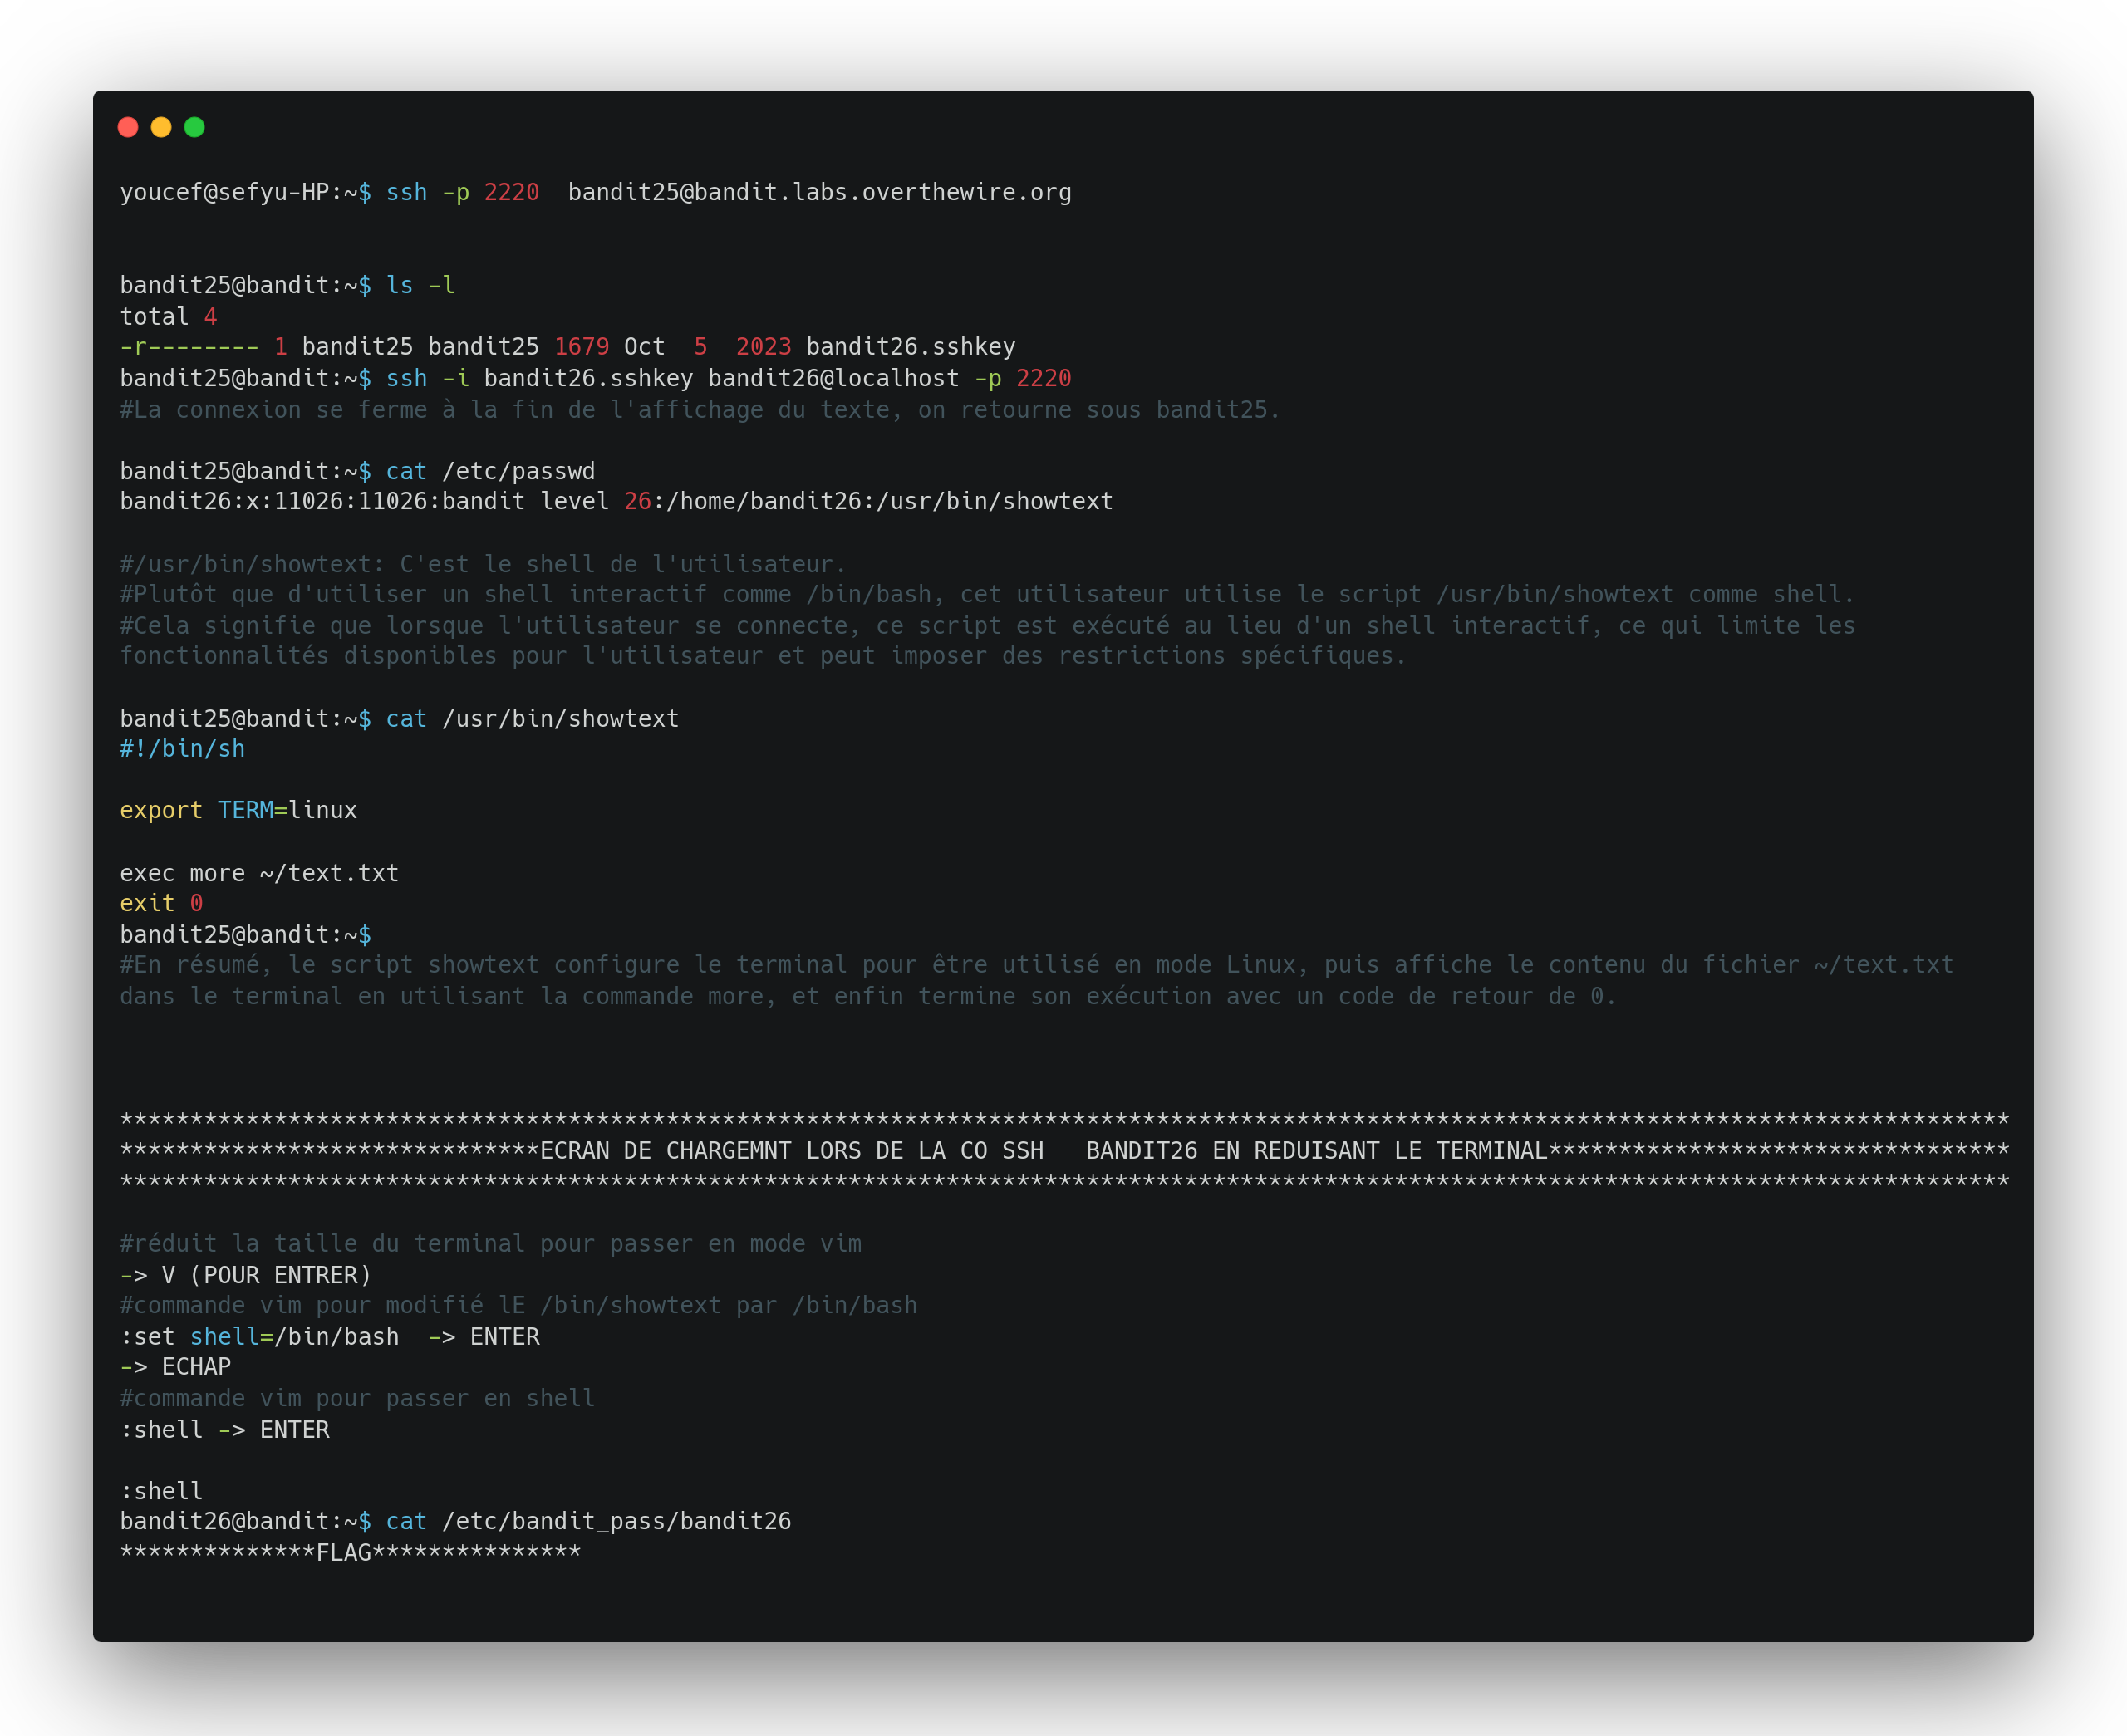 youcef@sefyu-HP:~$ ssh -p 2220  bandit25@bandit.labs.overthewire.org
bandit25@bandit:~$ ls -l
total 4
-r-------- 1 bandit25 bandit25 1679 Oct  5  2023 bandit26.sshkey
bandit25@bandit:~$ ssh -i bandit26.sshkey bandit26@localhost -p 2220
#La connexion se ferme à la fin de l'affichage du texte, on retourne sous bandit25.
bandit25@bandit:~$ cat /etc/passwd
bandit26:x:11026:11026:bandit level 26:/home/bandit26:/usr/bin/showtext
#/usr/bin/showtext: C'est le shell de l'utilisateur.
#Plutôt que d'utiliser un shell interactif comme /bin/bash, cet utilisateur utilise le script /usr/bin/showtext comme shell.
#Cela signifie que lorsque l'utilisateur se connecte, ce script est exécuté au lieu d'un shell interactif, ce qui limite les
fonctionnalités disponibles pour l'utilisateur et peut imposer des restrictions spécifiques.
bandit25@bandit:~$ cat /usr/bin/showtext
#!/bin/sh
export TERM=linux
exec more ~/text.txt
exit 0
bandit25@bandit:~$
#En résumé, le script showtext configure le terminal pour être utilisé en mode Linux, puis affiche le contenu du fichier ~/text.txt
dans le terminal en utilisant la commande more, et enfin termine son exécution avec un code de retour de 0.
***************************************************************************************************************************************
******************************ECRAN DE CHARGEMNT LORS DE LA CO SSH   BANDIT26 EN REDUISANT LE TERMINAL*********************************
***************************************************************************************************************************************
#réduit la taille du terminal pour passer en mode vim
-> V (POUR ENTRER)
#commande vim pour modifié lE /bin/showtext par /bin/bash
:set shell=/bin/bash  -> ENTER
-> ECHAP
#commande vim pour passer en shell
:shell -> ENTER
:shell
bandit26@bandit:~$ cat /etc/bandit_pass/bandit26
**************FLAG***************